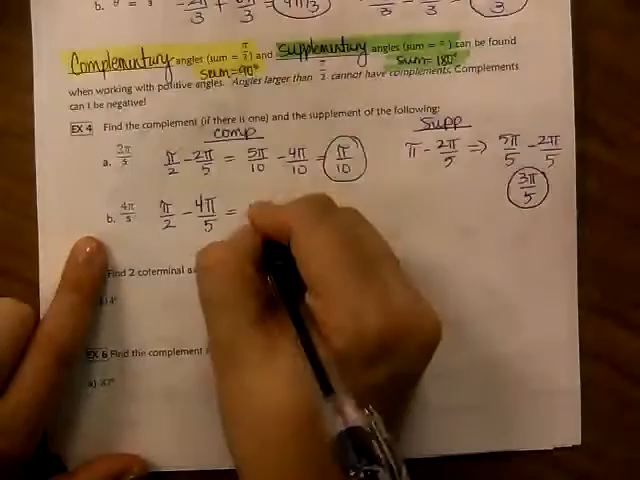 b. θ =
Complementary angles (sum = π/2) and supplementary angles (sum = π) can be found
sum=90° sum=180°
when working with positive angles. Angles larger than π/2 cannot have complements. Complements
can't be negative!
EX 4 Find the complement (if there is one) and the supplement of the following:
comp Supp
a. 2π/5 π/2 - 2π/5 = 5π/10 - 4π/10 = π/10 π - 2π/5 ⇒ 5π/5 - 2π/5
3π/5
b. 4π/5 π/2 - 4π/5 =
Find 2 coterminal
EX 6 Find the complement